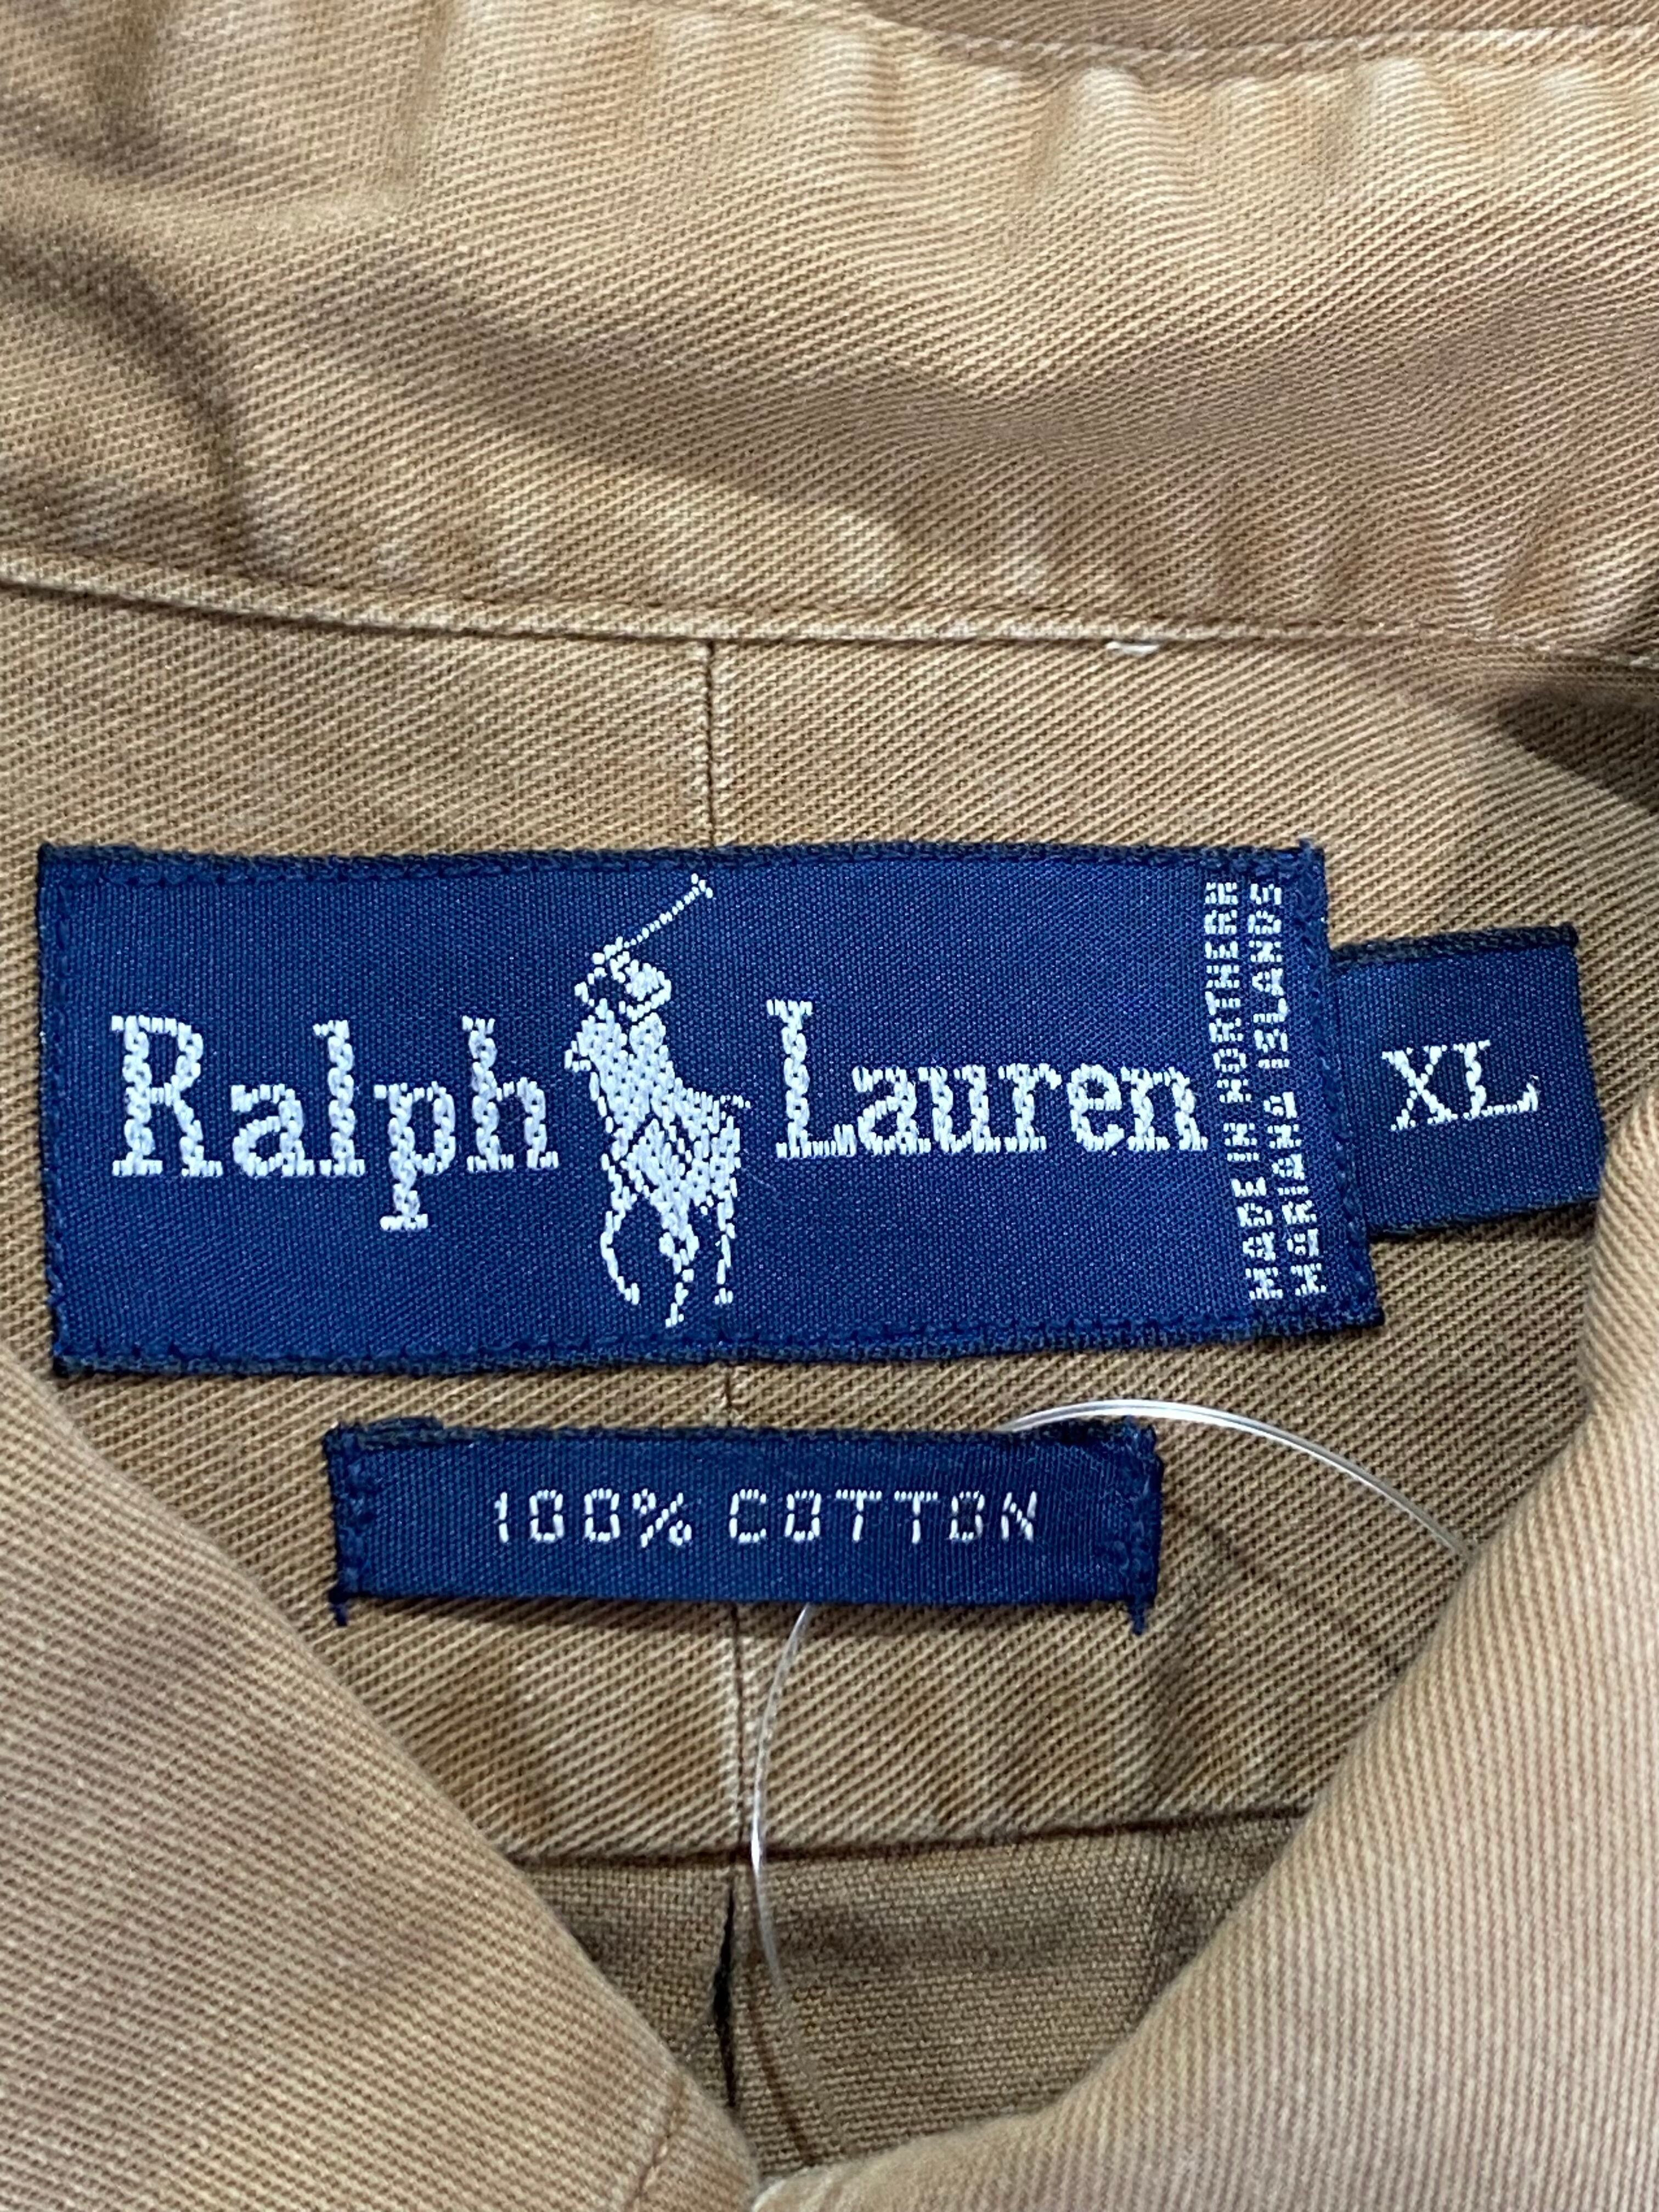 Ralph Lauren
MADE IN NORTHERN
MARIANA ISLANDS
XL
100% COTTON